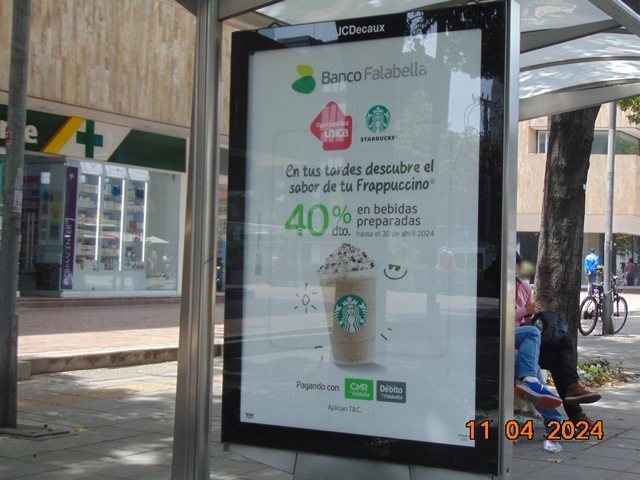 JCDecaux
Banco Falabella
Oportunidad
única
STARBUCKS
En tus tardes descubre el
sabor de tu Frappuccino®
40% dto.
en bebidas
preparadas
hasta el 30 de abril 2024
Pagando con
CMR
Falabella
Débito
Falabella
Aplican T&C.
11 04 2024